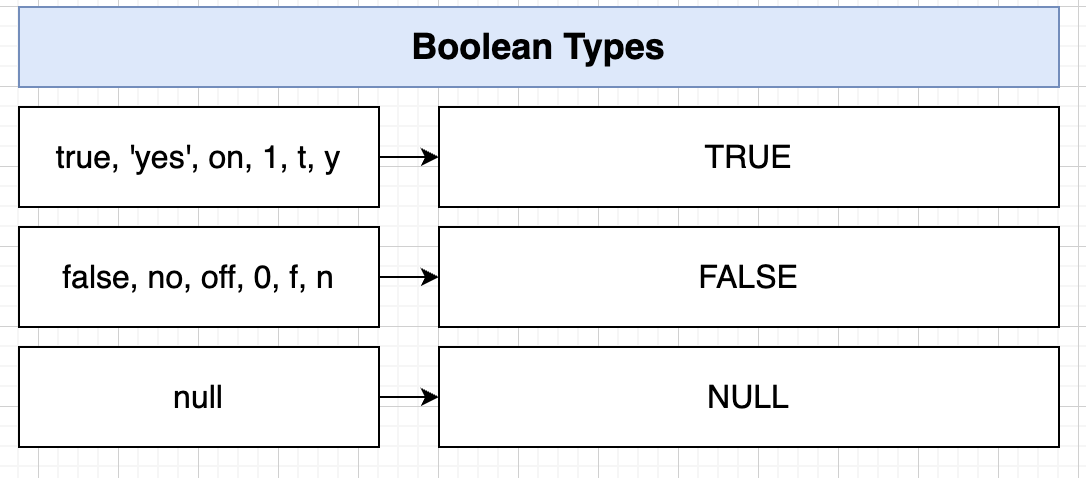 Boolean Types
true, 'yes', on, 1, t, y
TRUE
false, no, off, 0, f, n
FALSE
null
NULL